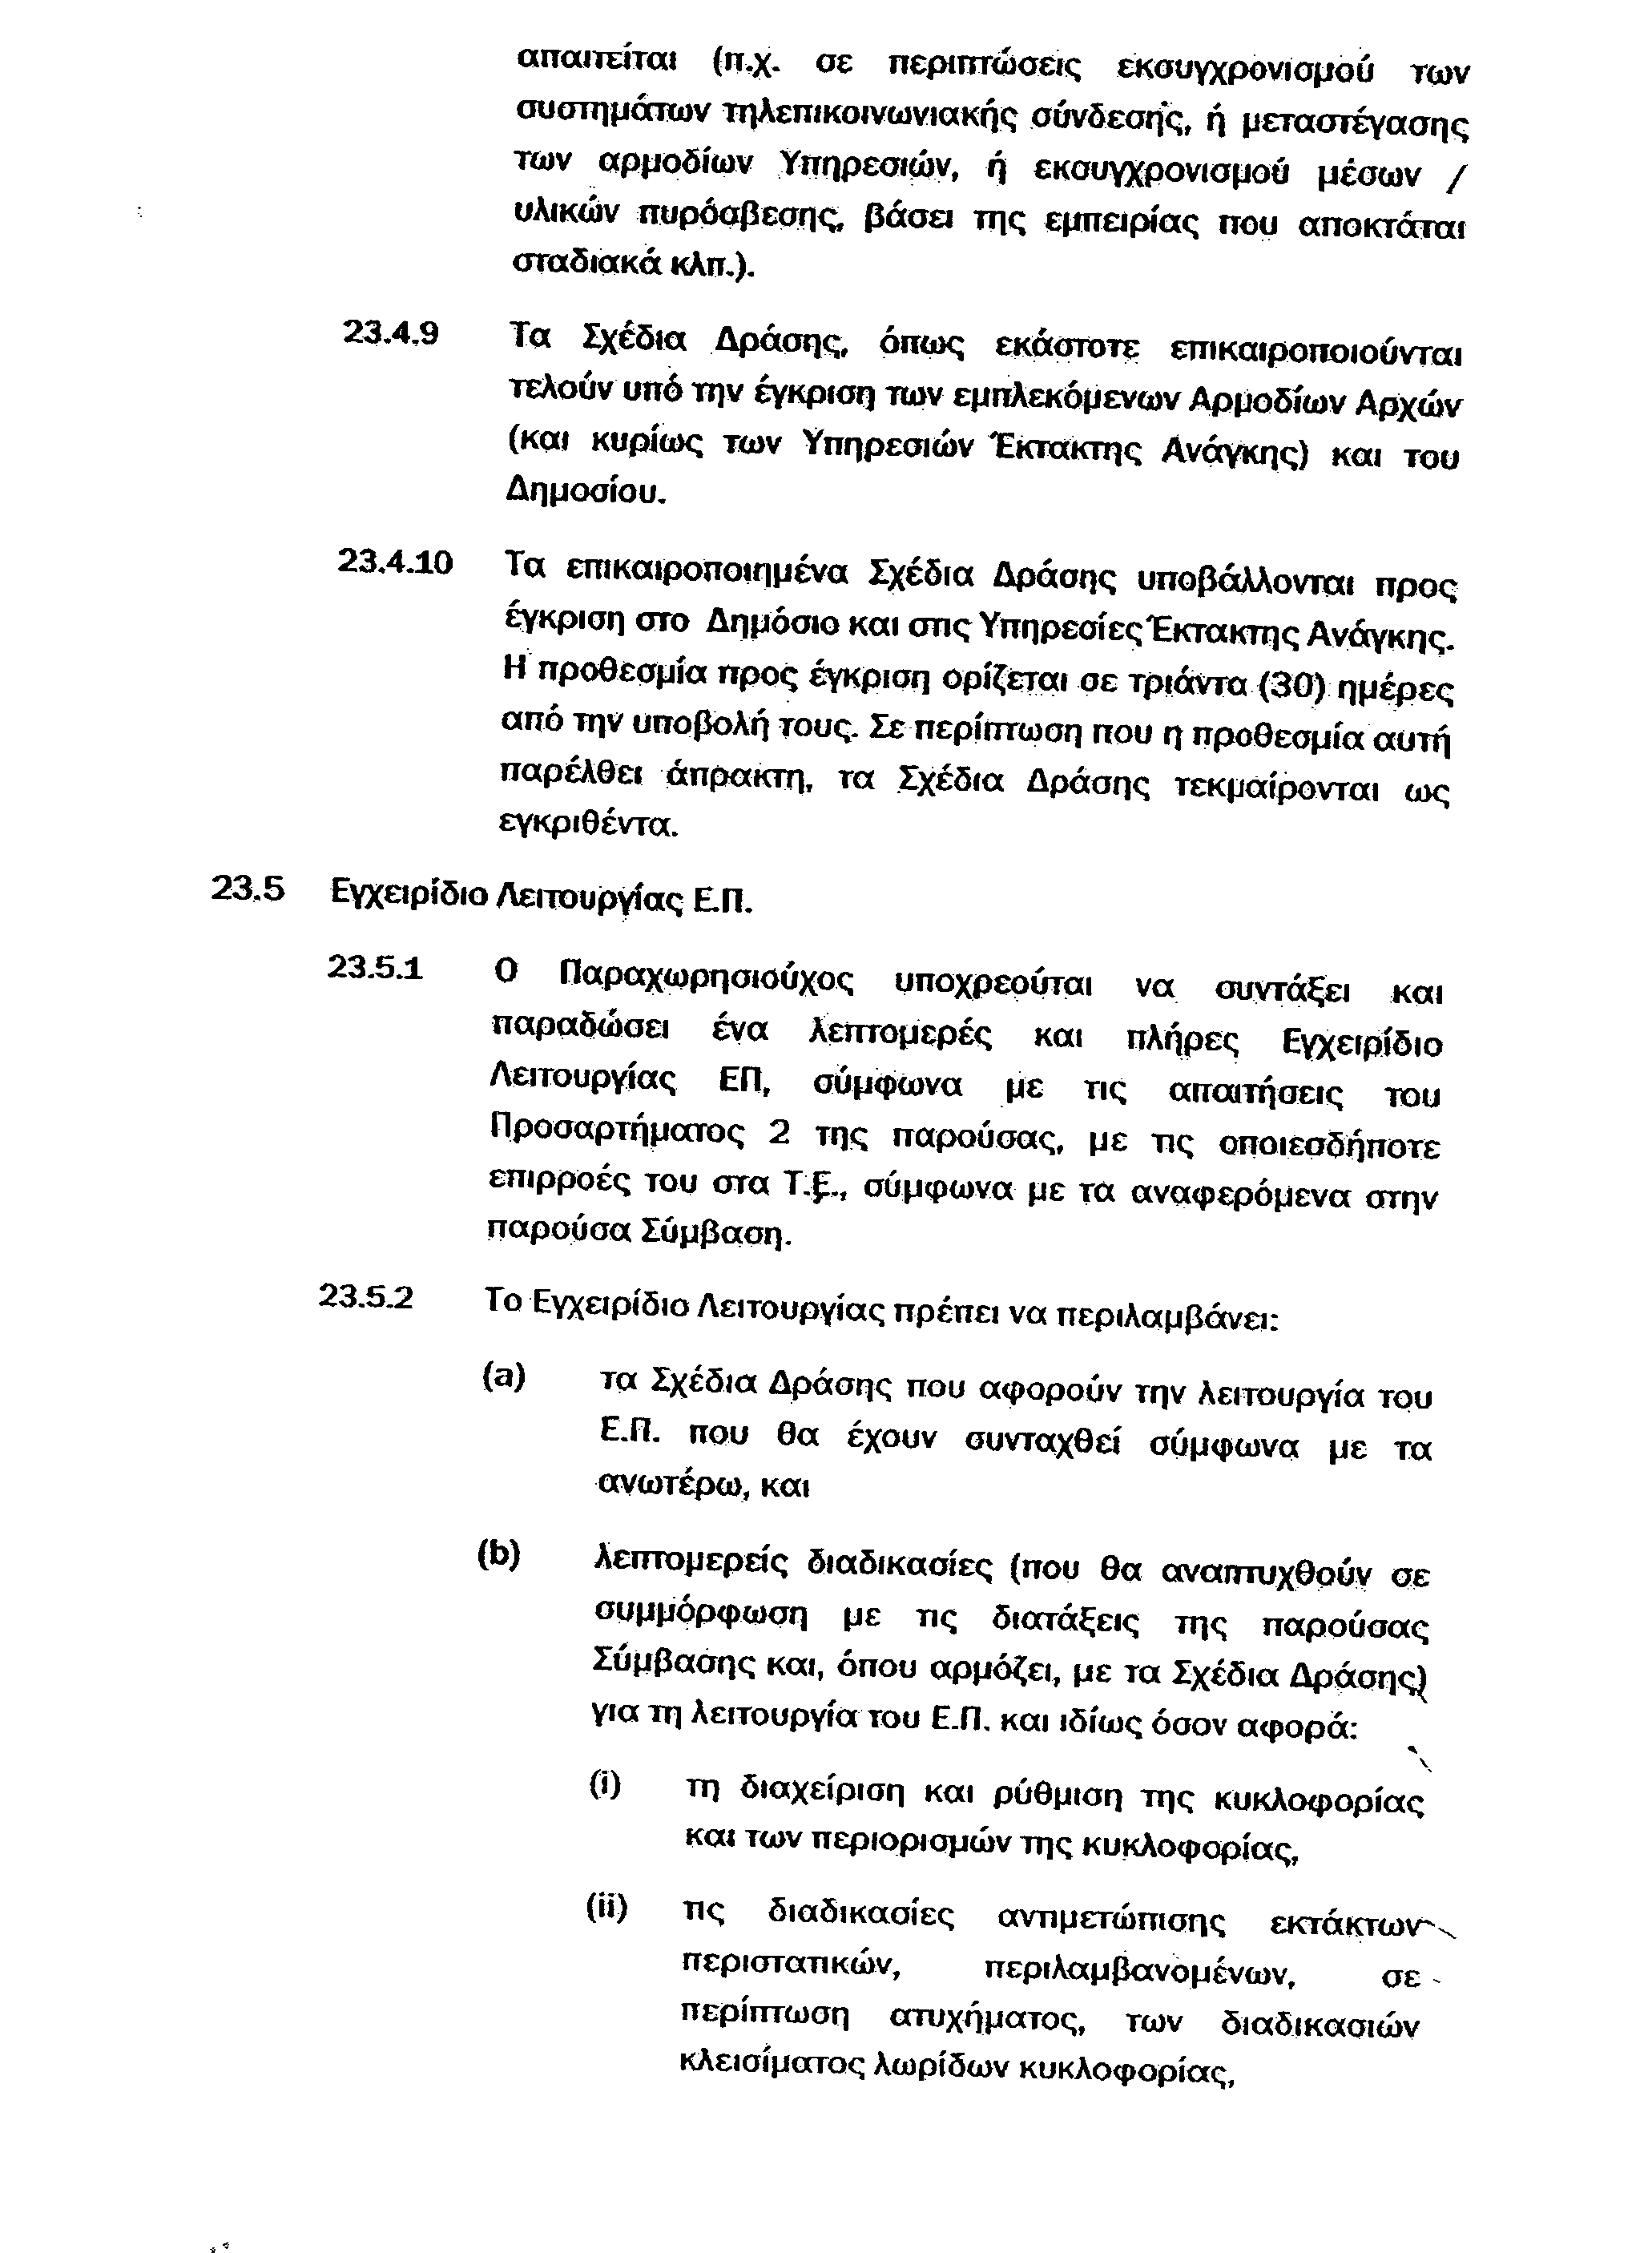 απαιτείται (π.χ. σε περιπτώσεις εκσυγχρονισμού των
συστημάτων τηλεπικοινωνιακής σύνδεσής, ή μεταστέγασης
των αρμοδίων Υπηρεσιών, ή εκσυγχρονισμού μέσων /
υλικών πυρόσβεσης, βάσει της εμπειρίας που αποκτάται
σταδιακά κλπ.).
23.4.9 Τα Σχέδια Δράσης, όπως εκάστοτε επικαιροποιούνται
τελούν υπό την έγκριση των εμπλεκόμενων Αρμοδίων Αρχών
(και κυρίως των Υπηρεσιών Έκτακτης Ανάγκης) και του
Δημοσίου.
23.4.10 Τα επικαιροποιημένα Σχέδια Δράσης υποβάλλονται προς
έγκριση στο Δημόσιο και στις Υπηρεσίες Έκτακτης Ανάγκης.
Η προθεσμία προς έγκριση ορίζεται σε τριάντα (30) ημέρες
από την υποβολή τους. Σε περίπτωση που η προθεσμία αυτή
παρέλθει άπρακτη, τα Σχέδια Δράσης τεκμαίρονται ως
εγκριθέντα.
23.5 Εγχειρίδιο Λειτουργίας Ε.Π.
23.5.1 Ο Παραχωρησιούχος υποχρεούται να συντάξει και
παραδώσει ένα λεπτομερές και πλήρες Εγχειρίδιο
Λειτουργίας ΕΠ, σύμφωνα με τις απαιτήσεις του
Προσαρτήματος 2 της παρούσας, με τις οποιεσδήποτε
επιρροές του στα Τ.Ε., σύμφωνα με τα αναφερόμενα στην
παρούσα Σύμβαση.
23.5.2 Το Εγχειρίδιο Λειτουργίας πρέπει να περιλαμβάνει:
(a) τα Σχέδια Δράσης που αφορούν την λειτουργία του
Ε.Π. που θα έχουν συνταχθεί σύμφωνα με τα
ανωτέρω, και
(b) λεπτομερείς διαδικασίες (που θα αναπτυχθούν σε
συμμόρφωση με τις διατάξεις της παρούσας
Σύμβασης και, όπου αρμόζει, με τα Σχέδια Δράσης)
για τη λειτουργία του Ε.Π. και ιδίως όσον αφορά:
(i) τη διαχείριση και ρύθμιση της κυκλοφορίας
και των περιορισμών της κυκλοφορίας,
(ii) τις διαδικασίες αντιμετώπισης εκτάκτων
περιστατικών, περιλαμβανομένων, σε
περίπτωση ατυχήματος, των διαδικασιών
κλεισίματος λωρίδων κυκλοφορίας,